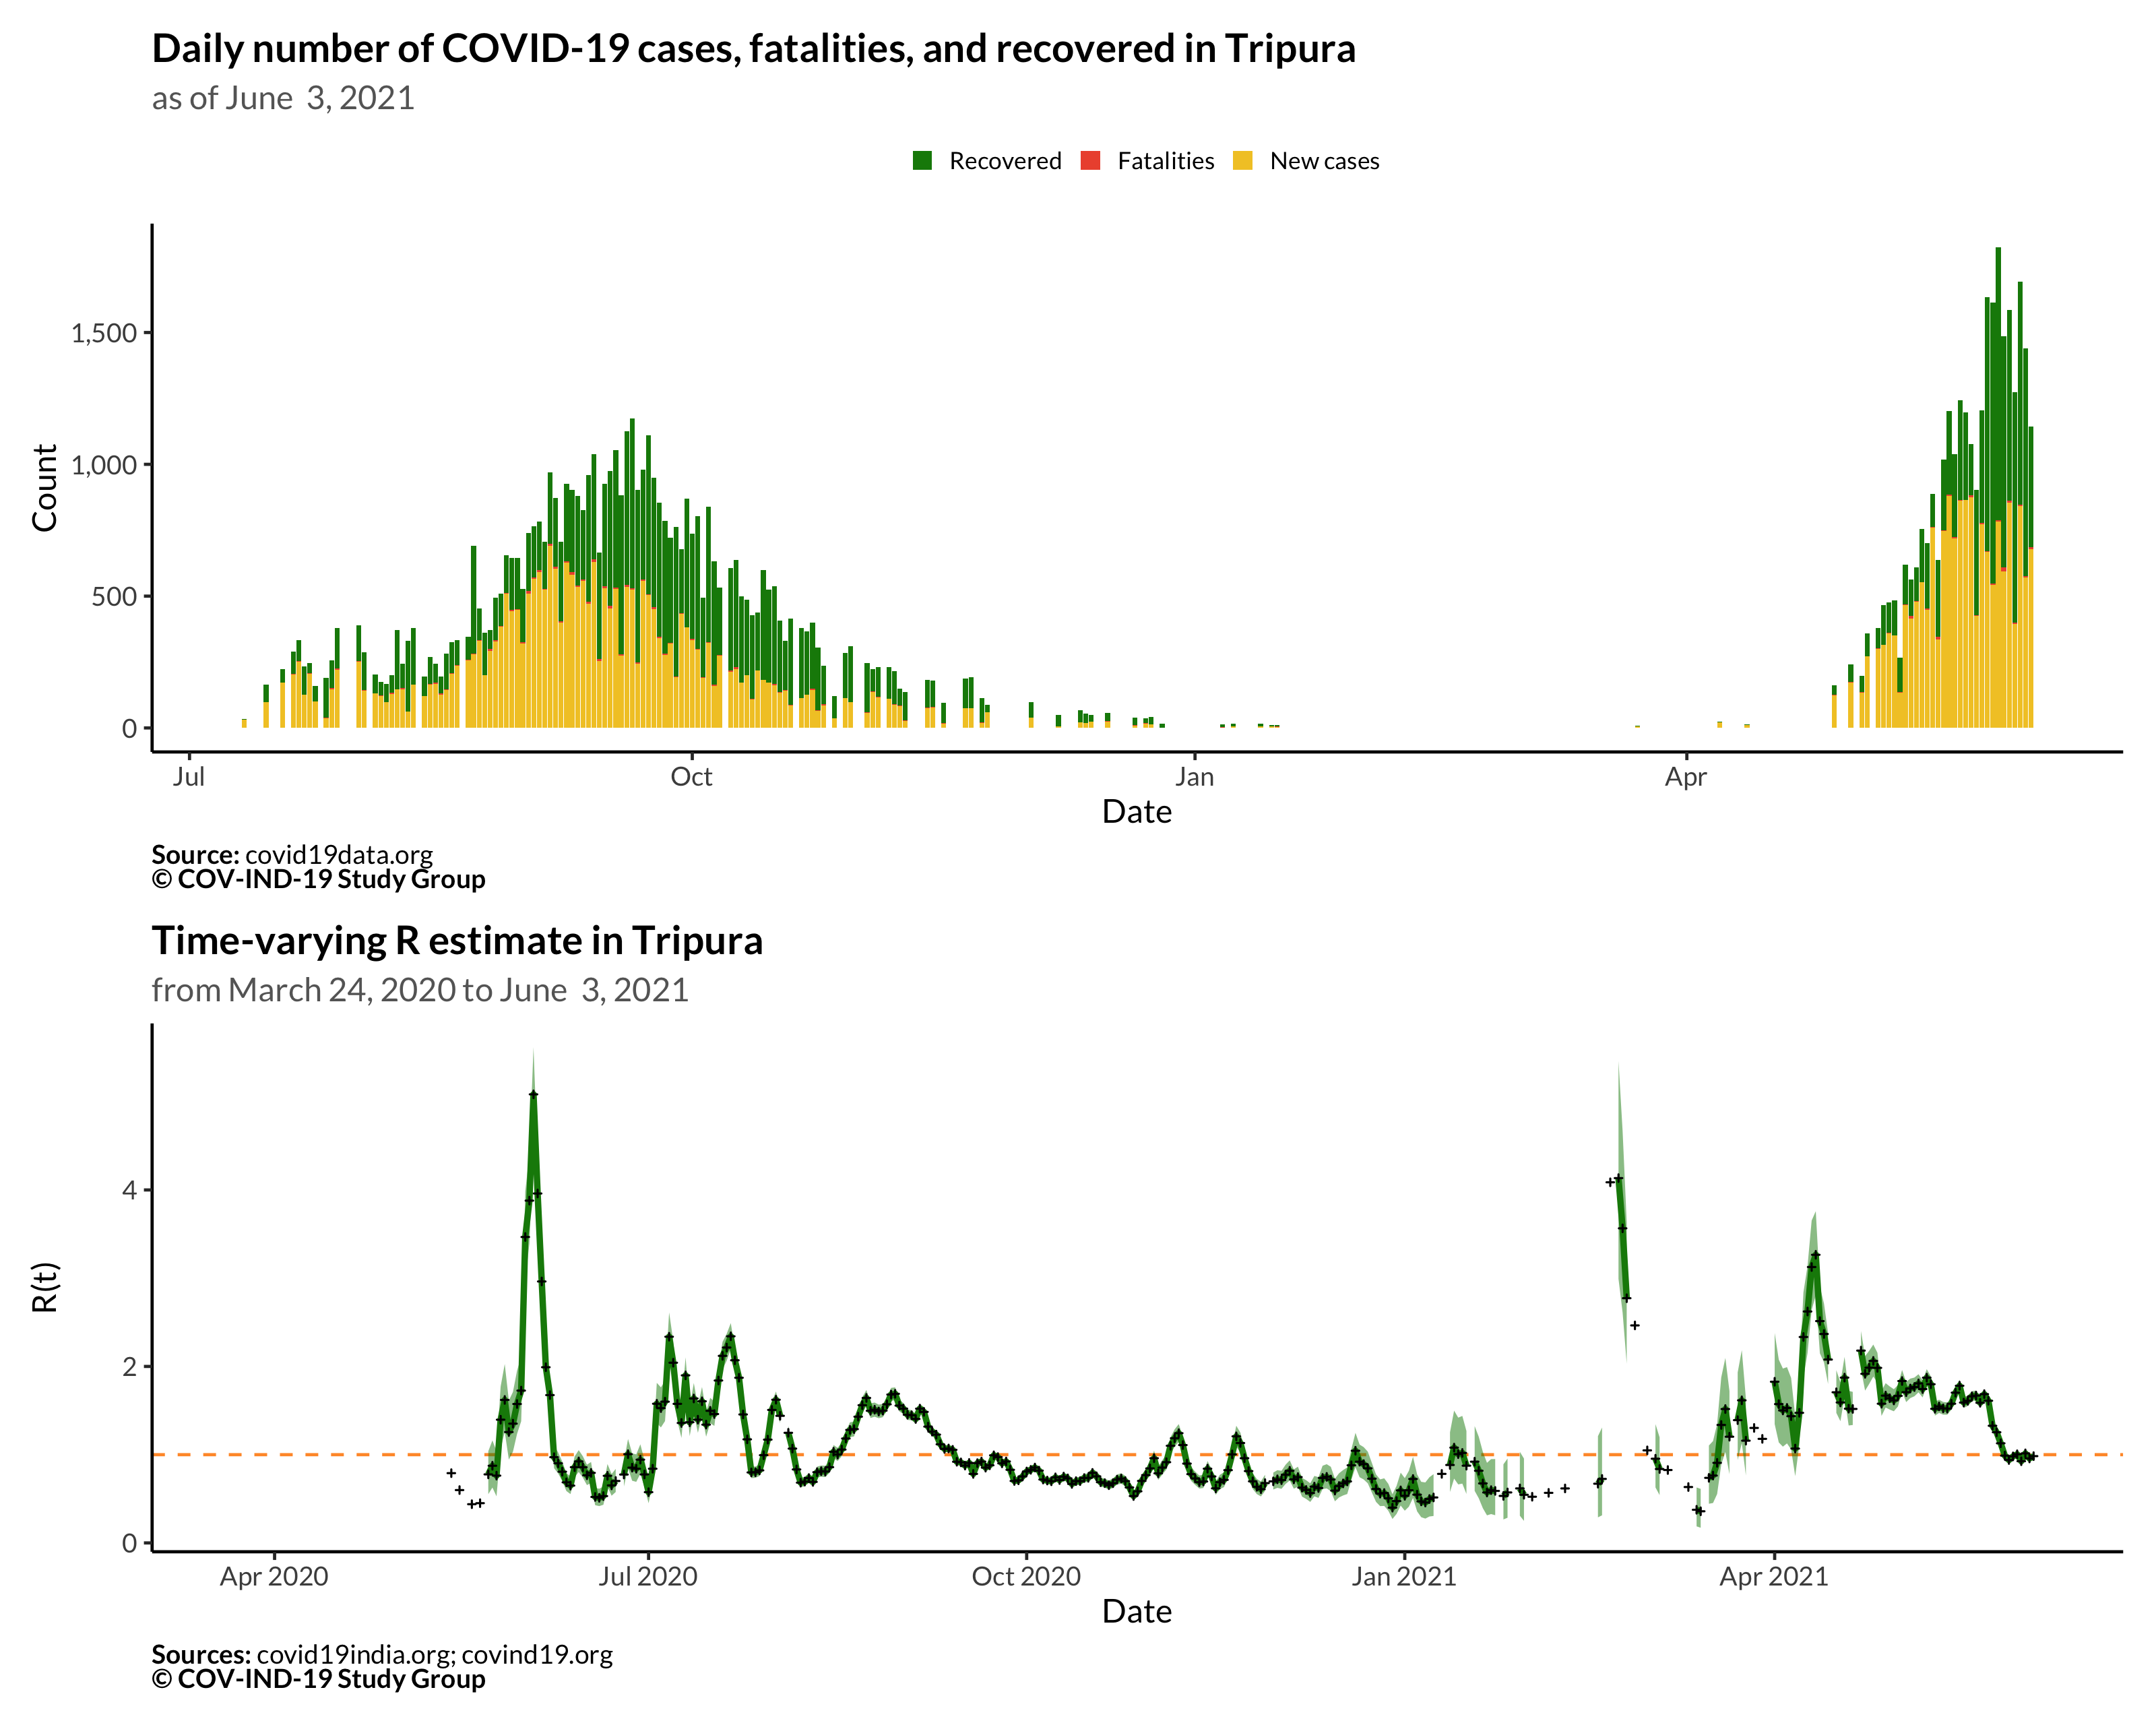 Daily number of COVID-19 cases, fatalities, and recovered in Tripura
as of June  3, 2021
Recovered Fatalities New cases
Count
1,500
1,000
500
0
Jul Oct Jan Apr
Date
Source: covid19data.org
© COV-IND-19 Study Group
Time-varying R estimate in Tripura
from March 24, 2020 to June  3, 2021
R(t)
4
2
0
Apr 2020 Jul 2020 Oct 2020 Jan 2021 Apr 2021
Date
Sources: covid19india.org; covind19.org
© COV-IND-19 Study Group